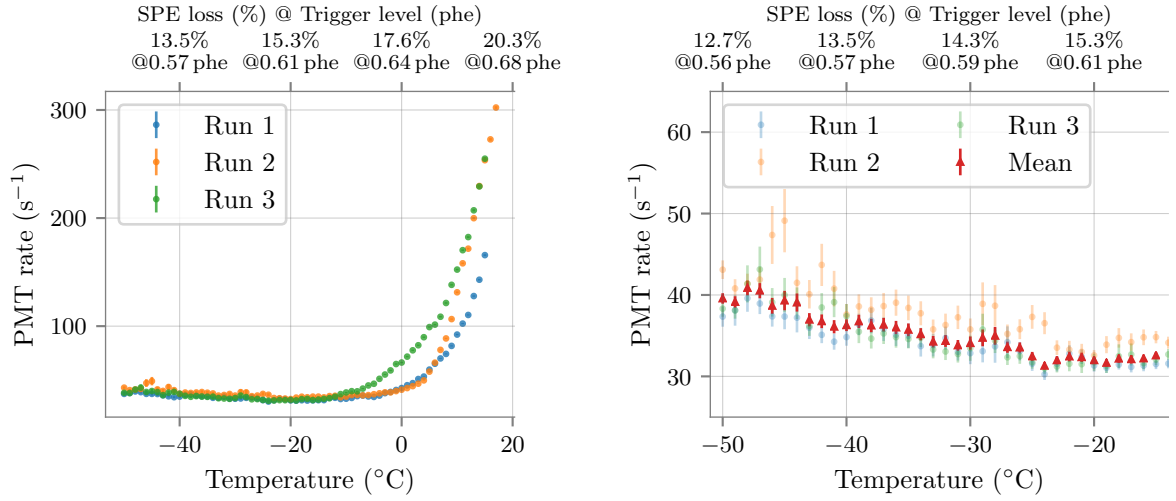 SPE loss (%) @ Trigger level (phe)
13.5% 15.3% 17.6% 20.3%
@0.57 phe @0.61 phe @0.64 phe @0.68 phe
300
200
100
PMT rate (s⁻¹)
Run 1
Run 2
Run 3
−40 −20 0 20
Temperature (°C)
SPE loss (%) @ Trigger level (phe)
12.7% 13.5% 14.3% 15.3%
@0.56 phe @0.57 phe @0.59 phe @0.61 phe
60
50
40
30
PMT rate (s⁻¹)
Run 1 Run 3
Run 2 Mean
−50 −40 −30 −20
Temperature (°C)